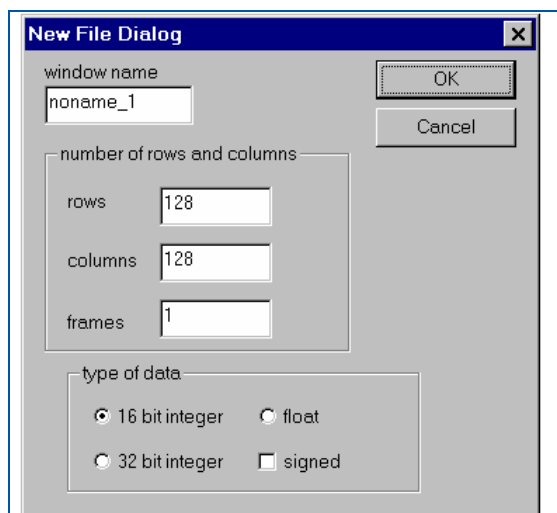 New File Dialog
window name
OK
noname_1
Cancel
number of rows and columns
rows 128
columns 128
frames 1
type of data
16 bit integer float
32 bit integer signed